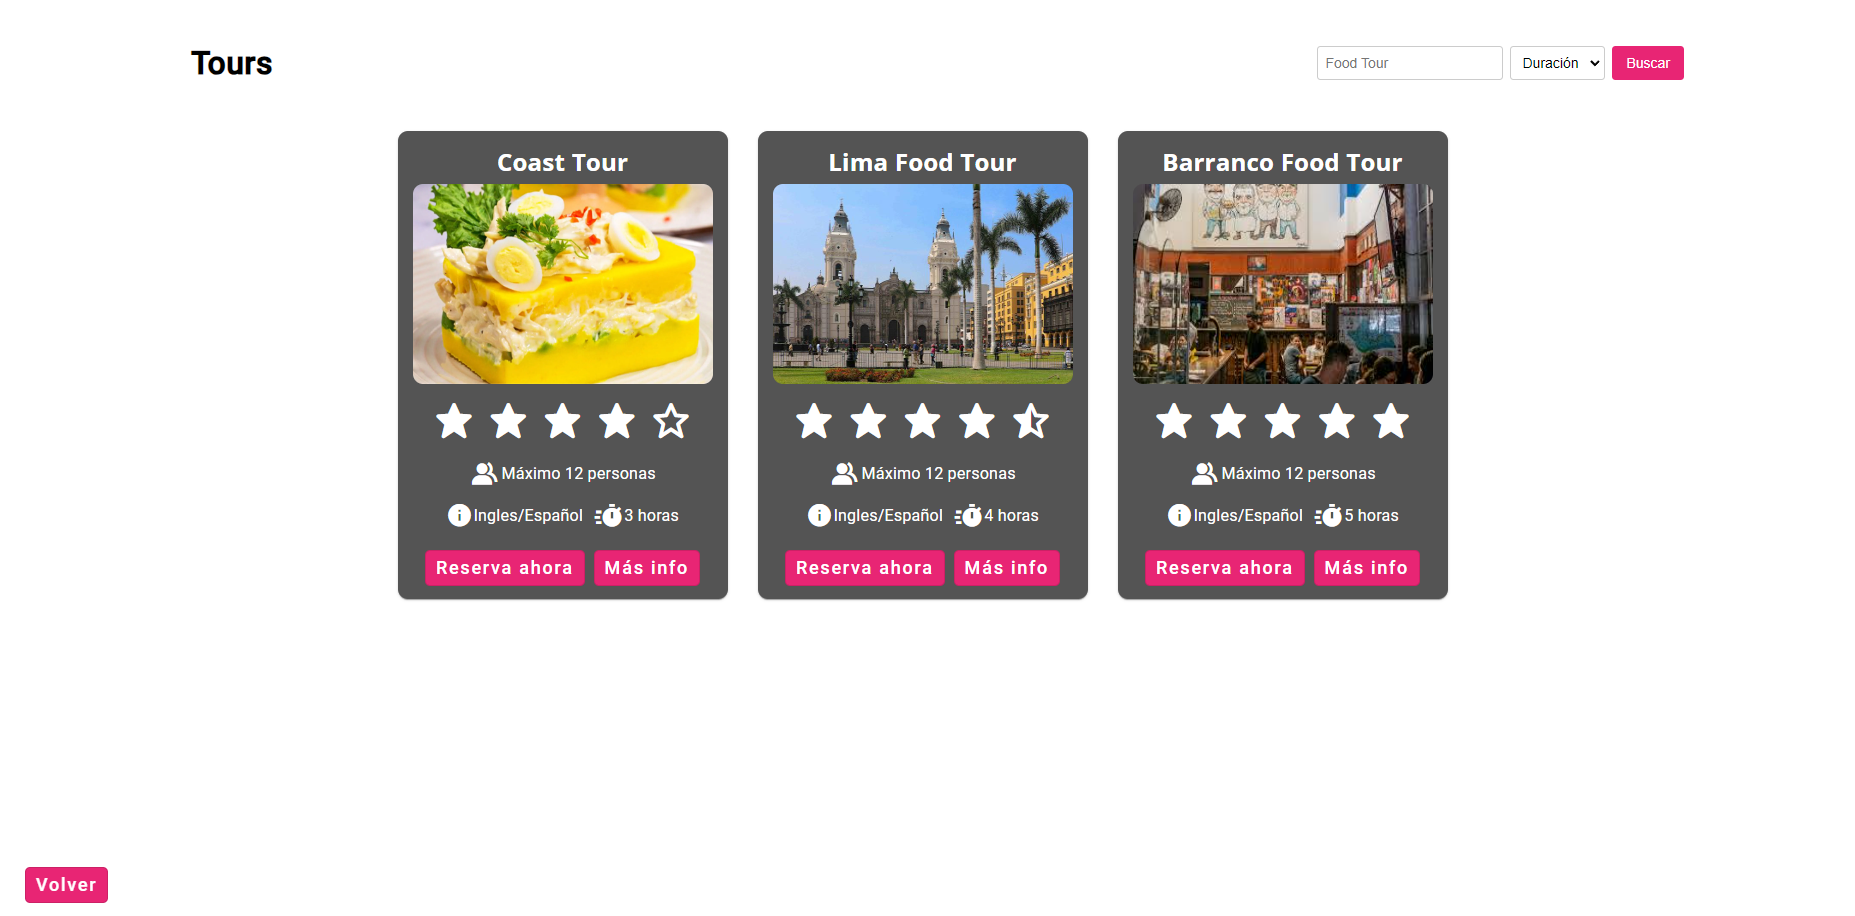 Tours
Food Tour
Duración
Buscar
Coast Tour
Máximo 12 personas
Ingles/Español
3 horas
Reserva ahora
Más info
Lima Food Tour
Máximo 12 personas
Ingles/Español
4 horas
Reserva ahora
Más info
Barranco Food Tour
Máximo 12 personas
Ingles/Español
5 horas
Reserva ahora
Más info
Volver